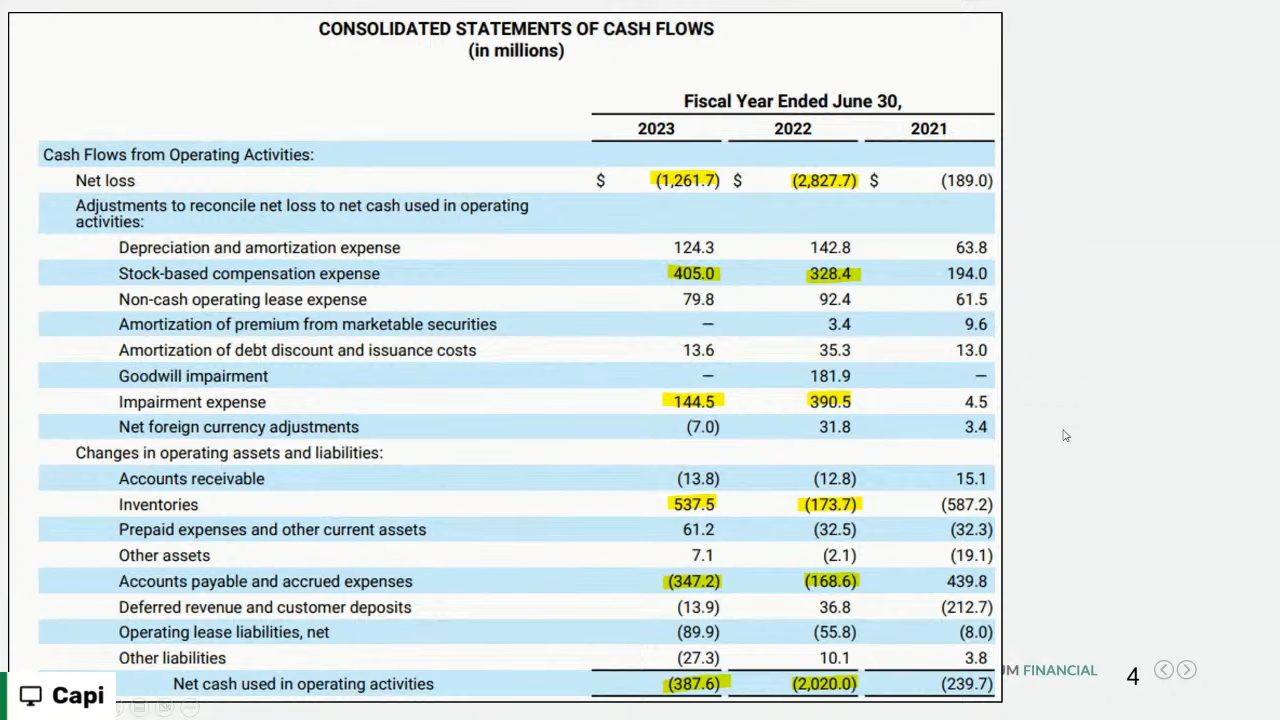 CONSOLIDATED STATEMENTS OF CASH FLOWS
(in millions)
Fiscal Year Ended June 30,
2023 2022 2021
Cash Flows from Operating Activities:
Net loss $ (1,261.7) $ (2,827.7) $ (189.0)
Adjustments to reconcile net loss to net cash used in operating
activities:
Depreciation and amortization expense 124.3 142.8 63.8
Stock-based compensation expense 405.0 328.4 194.0
Non-cash operating lease expense 79.8 92.4 61.5
Amortization of premium from marketable securities — 3.4 9.6
Amortization of debt discount and issuance costs 13.6 35.3 13.0
Goodwill impairment — 181.9 —
Impairment expense 144.5 390.5 4.5
Net foreign currency adjustments (7.0) 31.8 3.4
Changes in operating assets and liabilities:
Accounts receivable (13.8) (12.8) 15.1
Inventories 537.5 (173.7) (587.2)
Prepaid expenses and other current assets 61.2 (32.5) (32.3)
Other assets 7.1 (2.1) (19.1)
Accounts payable and accrued expenses (347.2) (168.6) 439.8
Deferred revenue and customer deposits (13.9) 36.8 (212.7)
Operating lease liabilities, net (89.9) (55.8) (8.0)
Other liabilities (27.3) 10.1 3.8
Net cash used in operating activities (387.6) (2,020.0) (239.7)
UM FINANCIAL 4
Capi